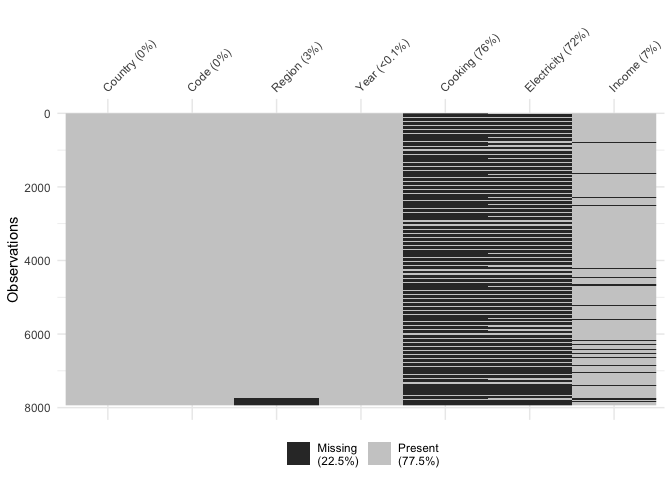 Country (0%)
Code (0%)
Region (3%)
Year (<0.1%)
Cooking (76%)
Electricity (72%)
Income (7%)
0
2000
4000
6000
8000
Observations
Missing
(22.5%)
Present
(77.5%)